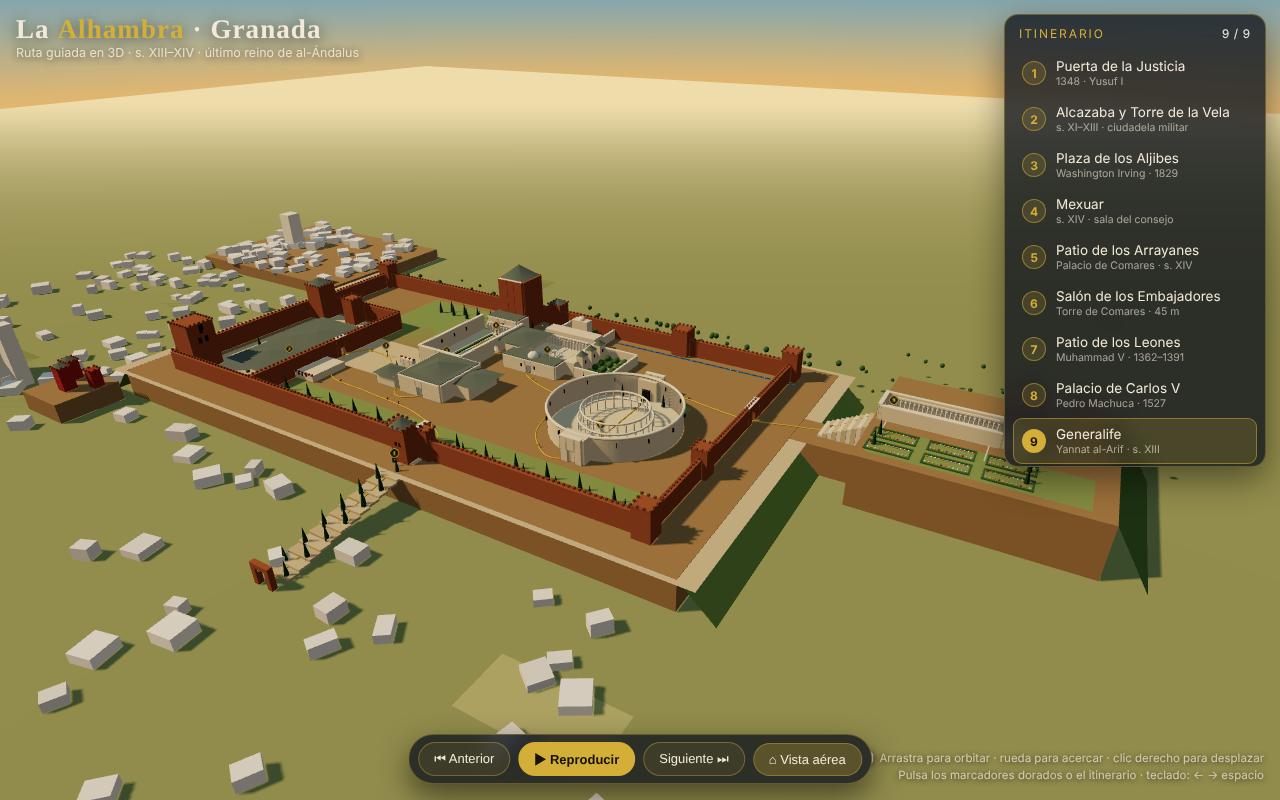 La Alhambra · Granada
Ruta guiada en 3D · s. XIII–XIV · último reino de al-Ándalus
ITINERARIO 9 / 9
1 Puerta de la Justicia
1348 · Yusuf I
2 Alcazaba y Torre de la Vela
s. XI–XIII · ciudadela militar
3 Plaza de los Aljibes
Washington Irving · 1829
4 Mexuar
s. XIV · sala del consejo
5 Patio de los Arrayanes
Palacio de Comares · s. XIV
6 Salón de los Embajadores
Torre de Comares · 45 m
7 Patio de los Leones
Muhammad V · 1362–1391
8 Palacio de Carlos V
Pedro Machuca · 1527
9 Generalife
Yannat al-Arif · s. XIII
⏮ Anterior ▶ Reproducir Siguiente ⏭ ⌂ Vista aérea
Arrastra para orbitar · rueda para acercar · clic derecho para desplazar
Pulsa los marcadores dorados o el itinerario · teclado: ← → espacio